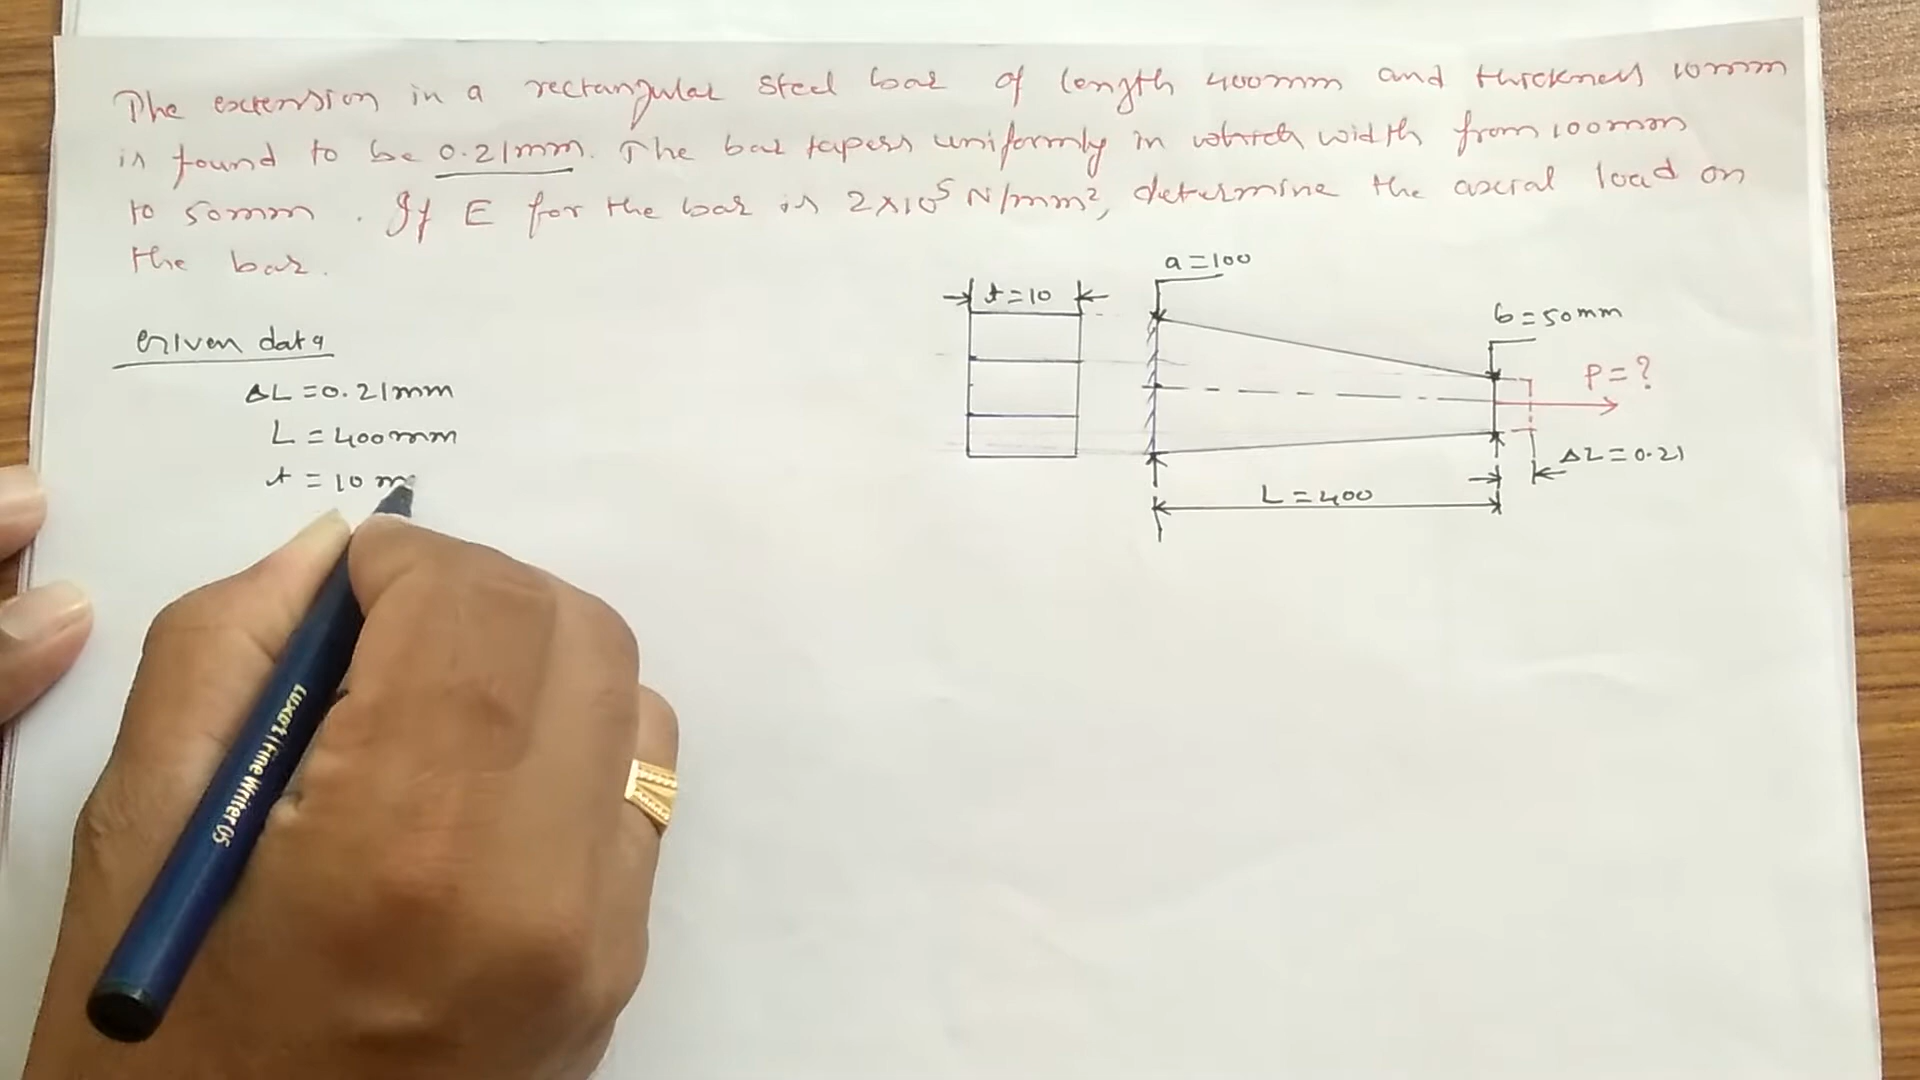 The extension in a rectangular steel bar of length 400mm and thickness 10mm
is found to be 0.21mm. The bar tapers uniformly in which width from 100mm
to 50mm. If E for the bar is 2×10⁵ N/mm², determine the axial load on
the bar.
a=100
t=10
b=50mm
Given data
P=?
ΔL=0.21mm
L=400mm
ΔL=0.21
t=10 m
L=400
LUXOR / Fine Writer 05